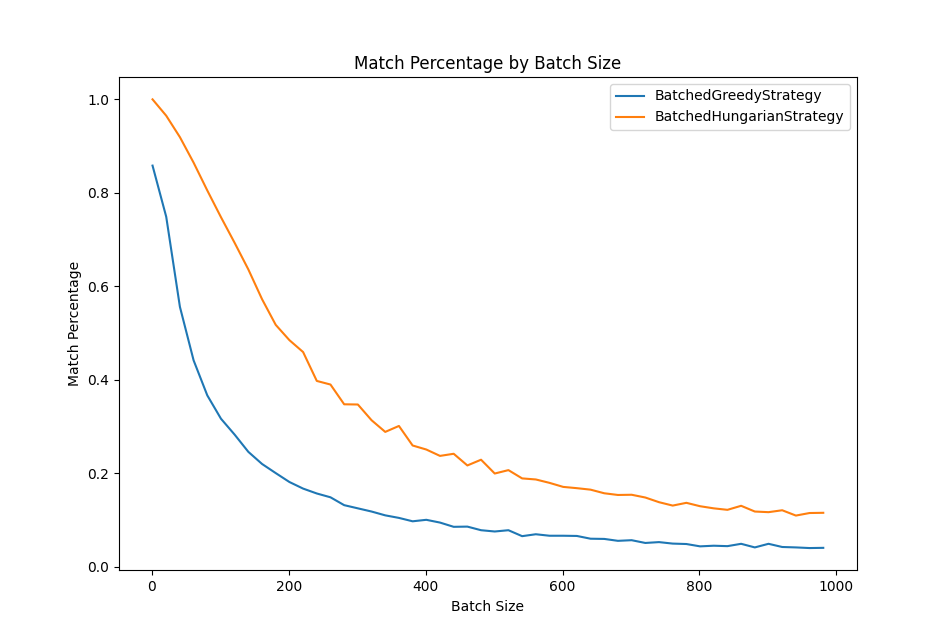 Match Percentage by Batch Size
BatchedGreedyStrategy
BatchedHungarianStrategy
Match Percentage
1.0
0.8
0.6
0.4
0.2
0.0
0
200
400
600
800
1000
Batch Size